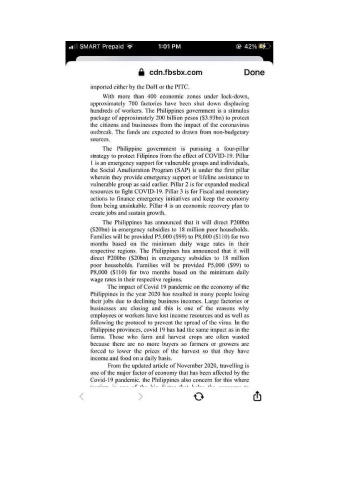 SMART Prepaid 1:01 PM 42%
cdn.fbsbx.com Done
imported either by the DoH or the PITC.
With more than 400 economic zones under lock-down,
approximately 700 factories have been shut down displacing
hundreds of workers. The Philippines government is a stimulus
package of approximately 200 billion pesos ($3.93bn) to protect
the citizens and businesses from the impact of the coronavirus
outbreak. The funds are expected to drawn from non-budgetary
sources.
The Philippine government is pursuing a four-pillar
strategy to protect Filipinos from the effect of COVID-19. Pillar
1 is an emergency support for vulnerable groups and individuals,
the Social Amelioration Program (SAP) is under the first pillar
wherein they provide emergency support or lifeline assistance to
vulnerable group as said earlier. Pillar 2 is for expanded medical
resources to fight COVID-19. Pillar 3 is for Fiscal and monetary
actions to finance emergency initiatives and keep the economy
from being unsinkable. Pillar 4 is an economic recovery plan to
create jobs and sustain growth.
The Philippines has announced that it will direct P200bn
($20bn) in emergency subsidies to 18 million poor households.
Families will be provided P5,000 ($99) to P8,000 ($110) for two
months based on the minimum daily wage rates in their
respective regions. The Philippines has announced that it will
direct P200bn ($20bn) in emergency subsidies to 18 million
poor households. Families will be provided P5,000 ($99) to
P8,000 ($110) for two months based on the minimum daily
wage rates in their respective regions.
The impact of Covid 19 pandemic on the economy of the
Philippines in the year 2020 has resulted in many people losing
their jobs due to declining business incomes. Large factories or
businesses are closing and this is one of the reasons why
employees or workers have lost income resources and as well as
following the protocol to prevent the spread of the virus. In the
Philippine provinces, covid 19 has had the same impact as in the
farms. Those who farm and harvest crops are often wasted
because there are no more buyers so farmers or growers are
forced to lower the prices of the harvest so that they have
income and food on a daily basis.
From the updated article of November 2020, travelling is
one of the major factor of economy that has been affected by the
Covid-19 pandemic. the Philippines also concern for this where